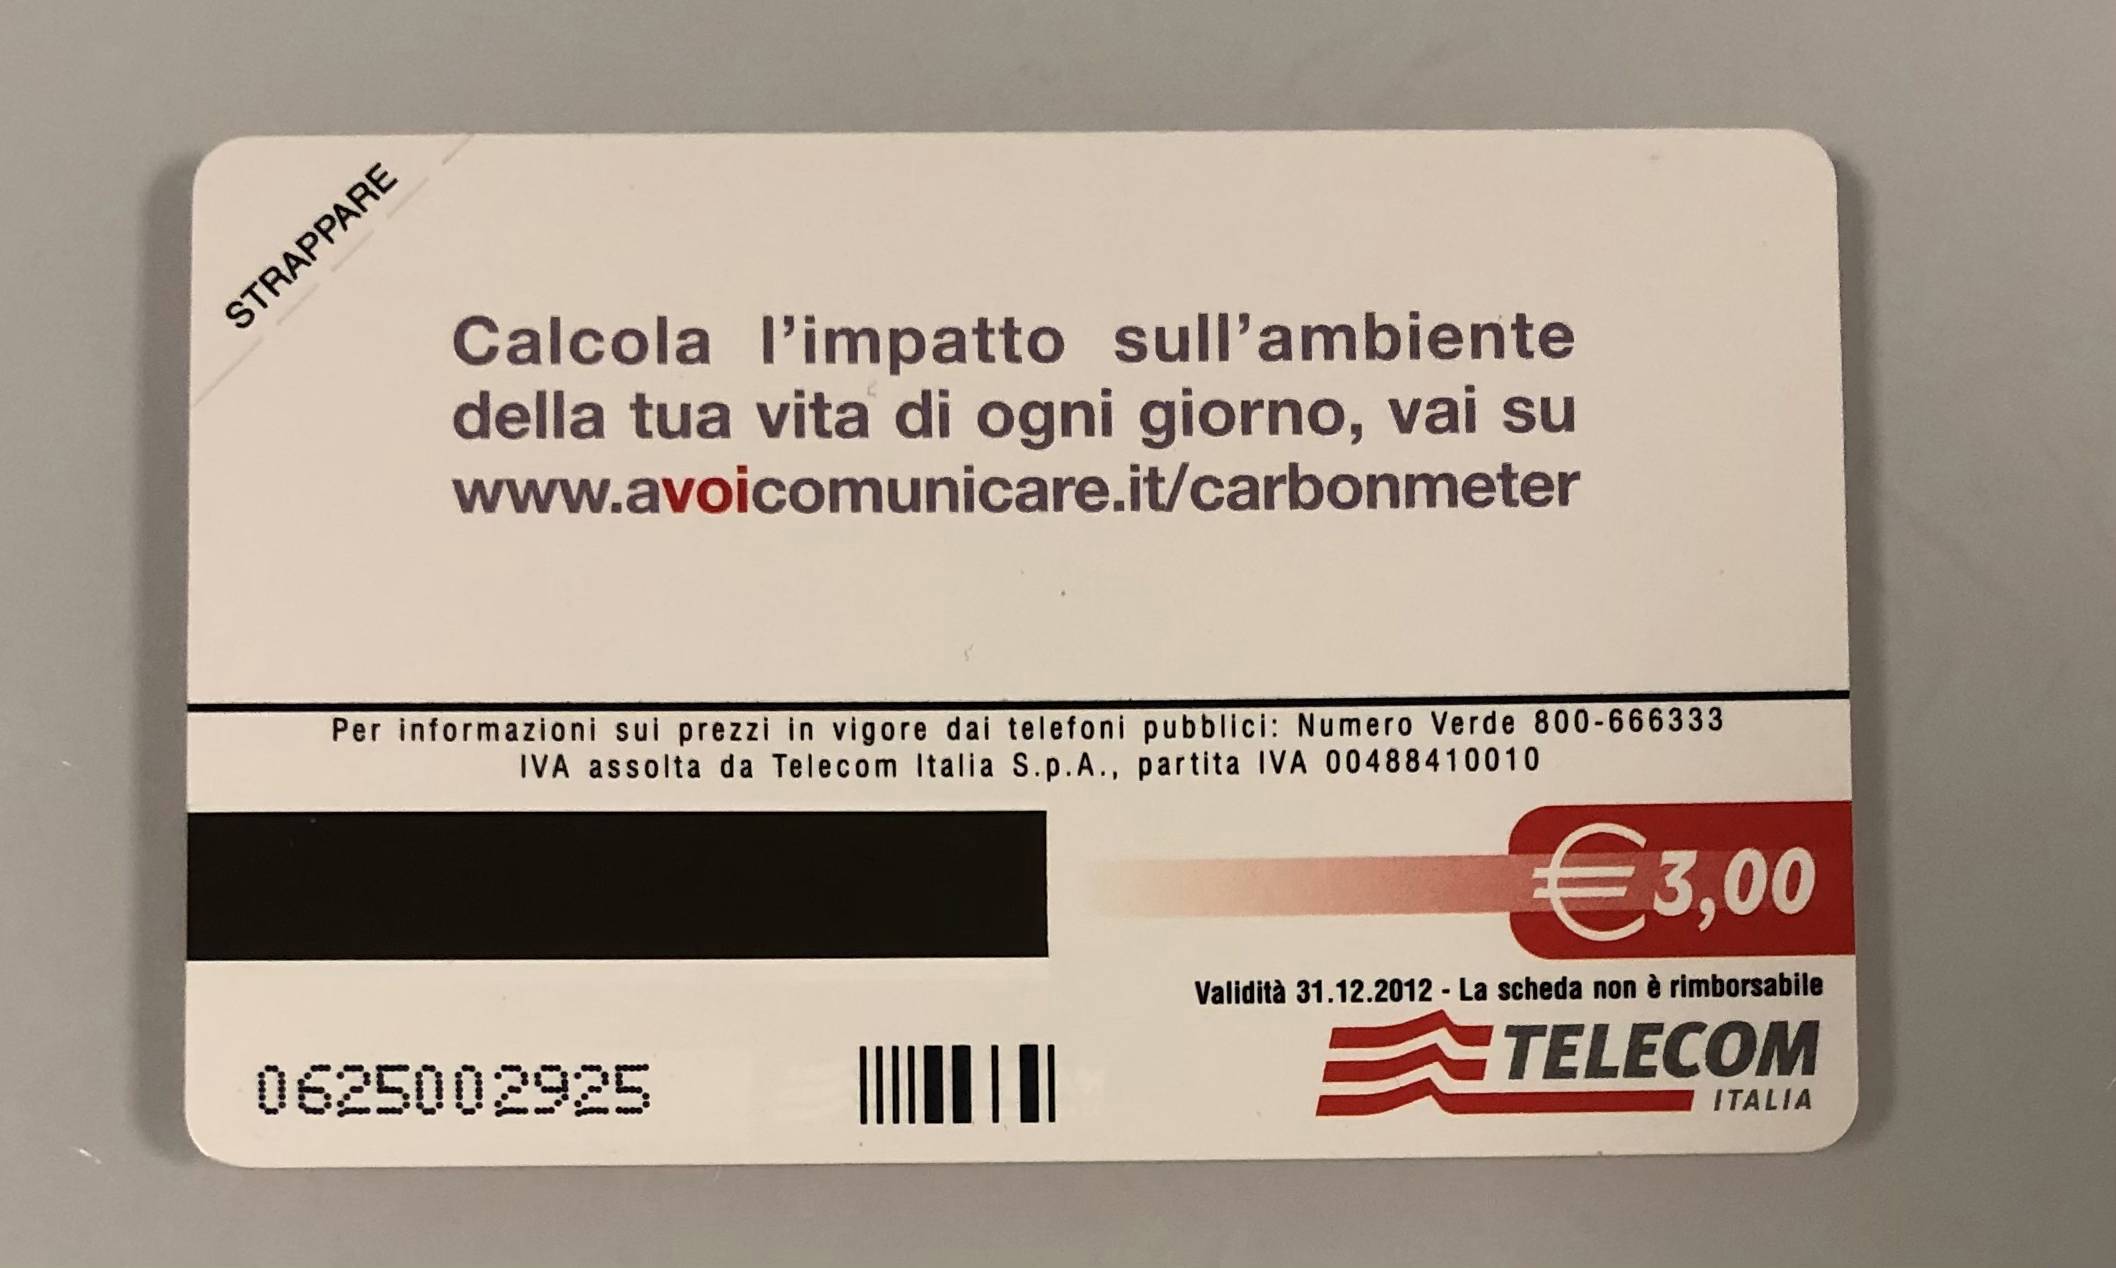 STRAPPARE
Calcola l'impatto sull'ambiente
della tua vita di ogni giorno, vai su
www.avoicomunicare.it/carbonmeter
Per informazioni sui prezzi in vigore dai telefoni pubblici: Numero Verde 800-666333
IVA assolta da Telecom Italia S.p.A., partita IVA 00488410010
€ 3,00
Validità 31.12.2012 - La scheda non è rimborsabile
TELECOM
ITALIA
0625002925